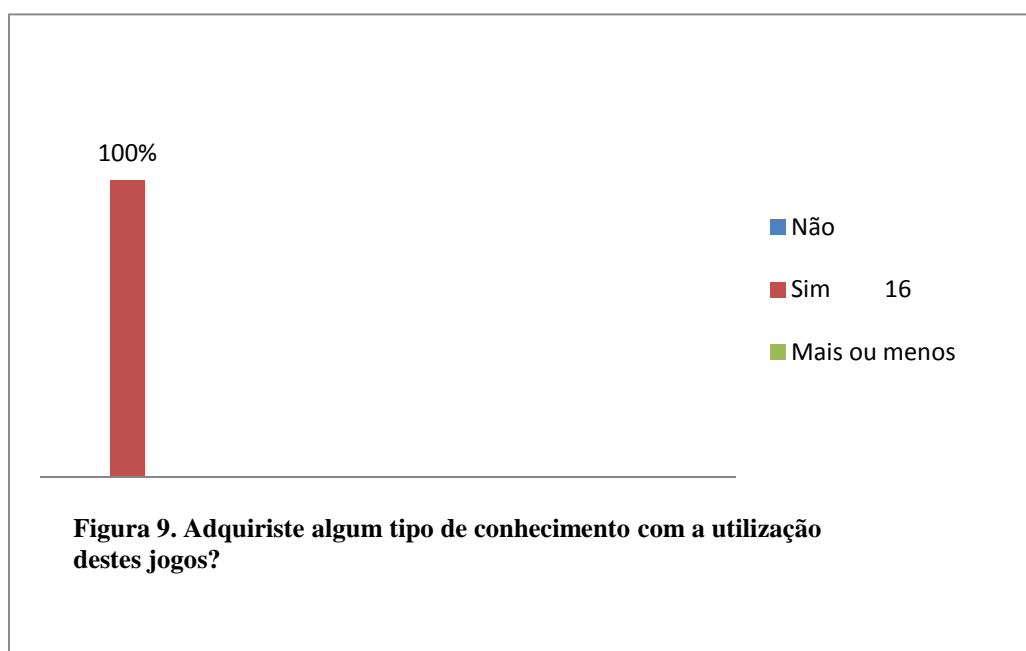 100%
Não
Sim 16
Mais ou menos
Figura 9. Adquiriste algum tipo de conhecimento com a utilização
destes jogos?